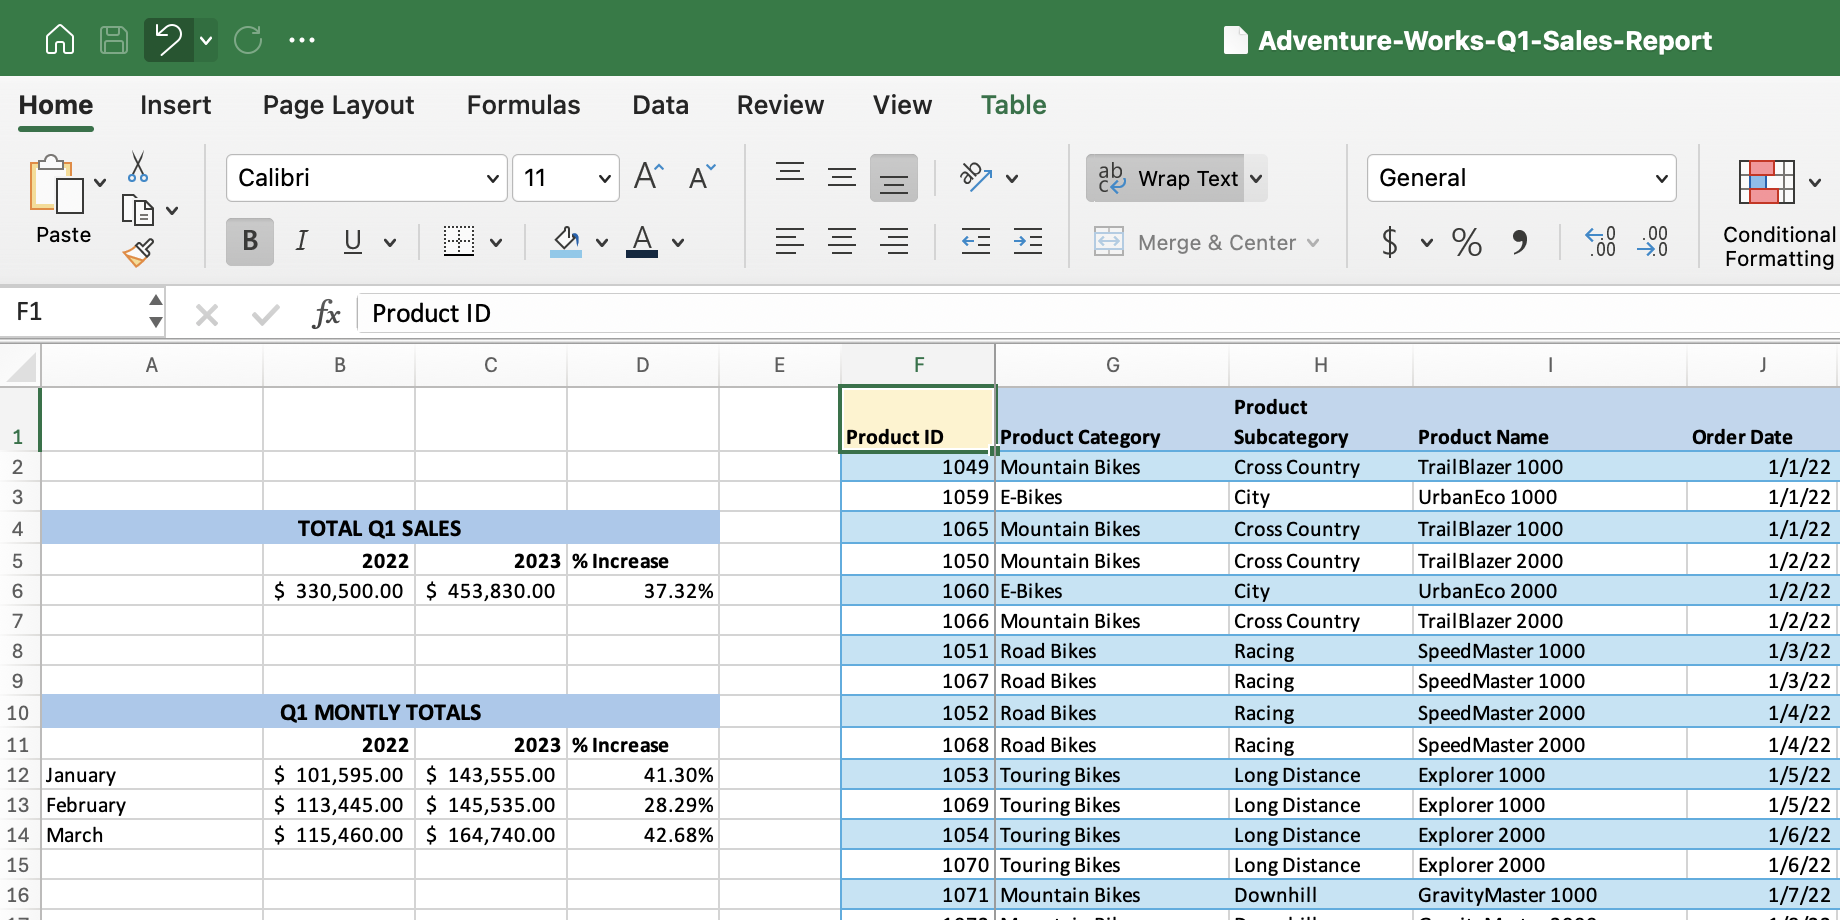 Adventure-Works-Q1-Sales-Report
Home Insert Page Layout Formulas Data Review View Table
Paste
Calibri 11
B I U A
ab Wrap Text
Merge & Center
General
$ % 
Conditional
Formatting
F1 fx Product ID
A B C D E F G H I J
1 Product ID Product Category Product Subcategory Product Name Order Date
2 1049 Mountain Bikes Cross Country TrailBlazer 1000 1/1/22
3 1059 E-Bikes City UrbanEco 1000 1/1/22
4 TOTAL Q1 SALES 1065 Mountain Bikes Cross Country TrailBlazer 1000 1/1/22
5 2022 2023 % Increase 1050 Mountain Bikes Cross Country TrailBlazer 2000 1/2/22
6 $ 330,500.00 $ 453,830.00 37.32% 1060 E-Bikes City UrbanEco 2000 1/2/22
7 1066 Mountain Bikes Cross Country TrailBlazer 2000 1/2/22
8 1051 Road Bikes Racing SpeedMaster 1000 1/3/22
9 1067 Road Bikes Racing SpeedMaster 1000 1/3/22
10 Q1 MONTLY TOTALS 1052 Road Bikes Racing SpeedMaster 2000 1/4/22
11 2022 2023 % Increase 1068 Road Bikes Racing SpeedMaster 2000 1/4/22
12 January $ 101,595.00 $ 143,555.00 41.30% 1053 Touring Bikes Long Distance Explorer 1000 1/5/22
13 February $ 113,445.00 $ 145,535.00 28.29% 1069 Touring Bikes Long Distance Explorer 1000 1/5/22
14 March $ 115,460.00 $ 164,740.00 42.68% 1054 Touring Bikes Long Distance Explorer 2000 1/6/22
15 1070 Touring Bikes Long Distance Explorer 2000 1/6/22
16 1071 Mountain Bikes Downhill GravityMaster 1000 1/7/22